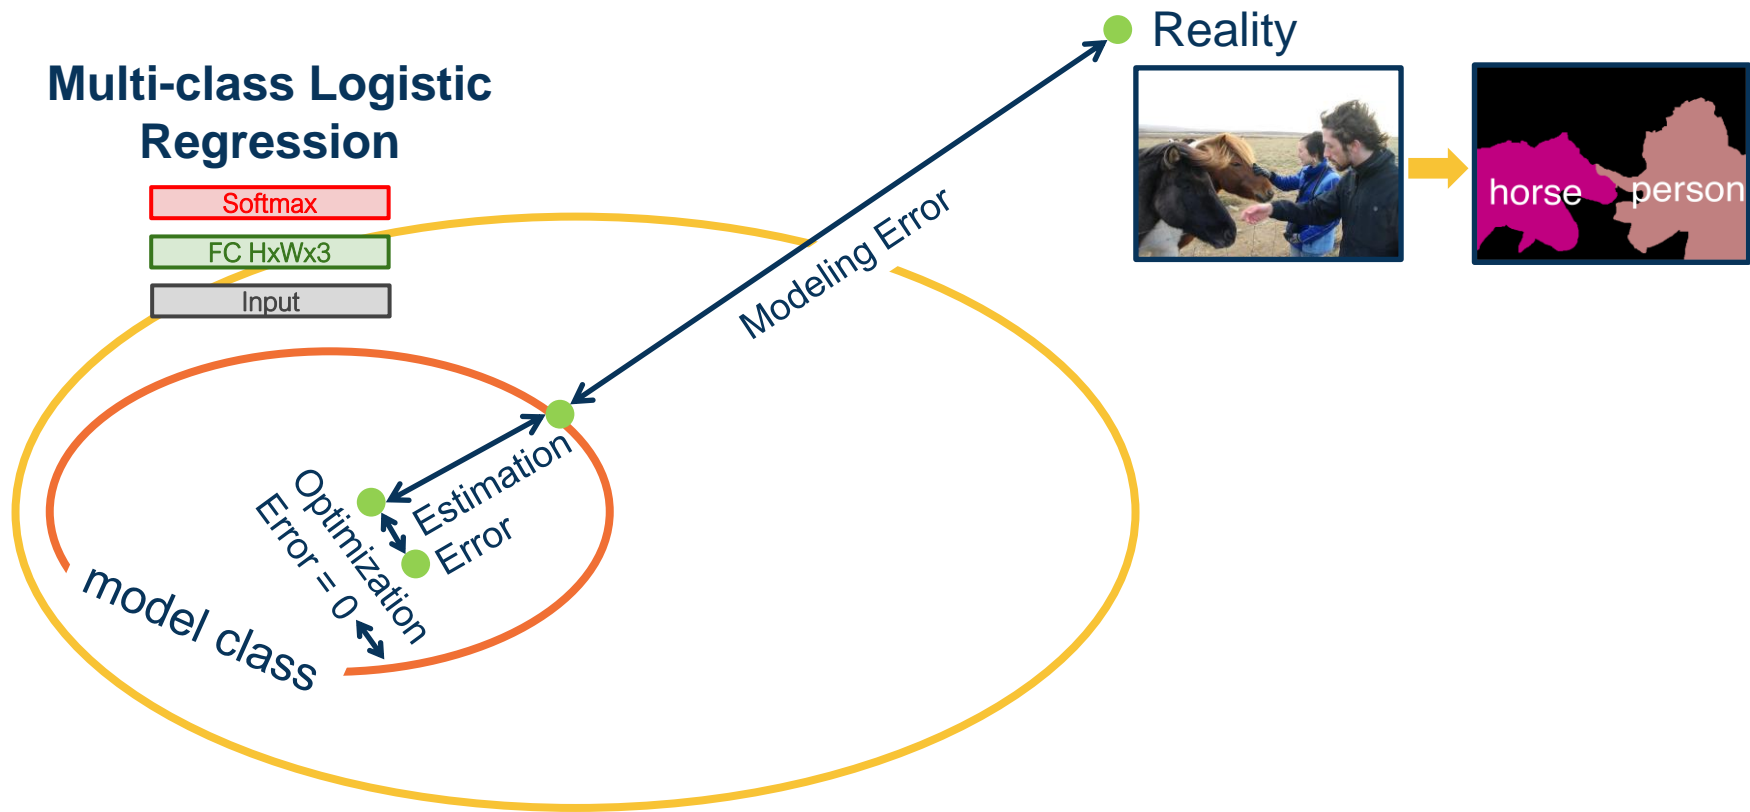 Reality
Multi-class Logistic
Regression
Softmax
FC HxWx3
Input
Modeling Error
horse
person
Estimation
Error
Optimization
Error = 0
model class